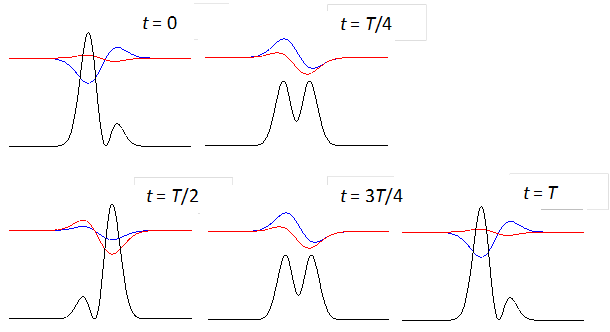 t = 0
t = T/4
t = T/2
t = 3T/4
t = T